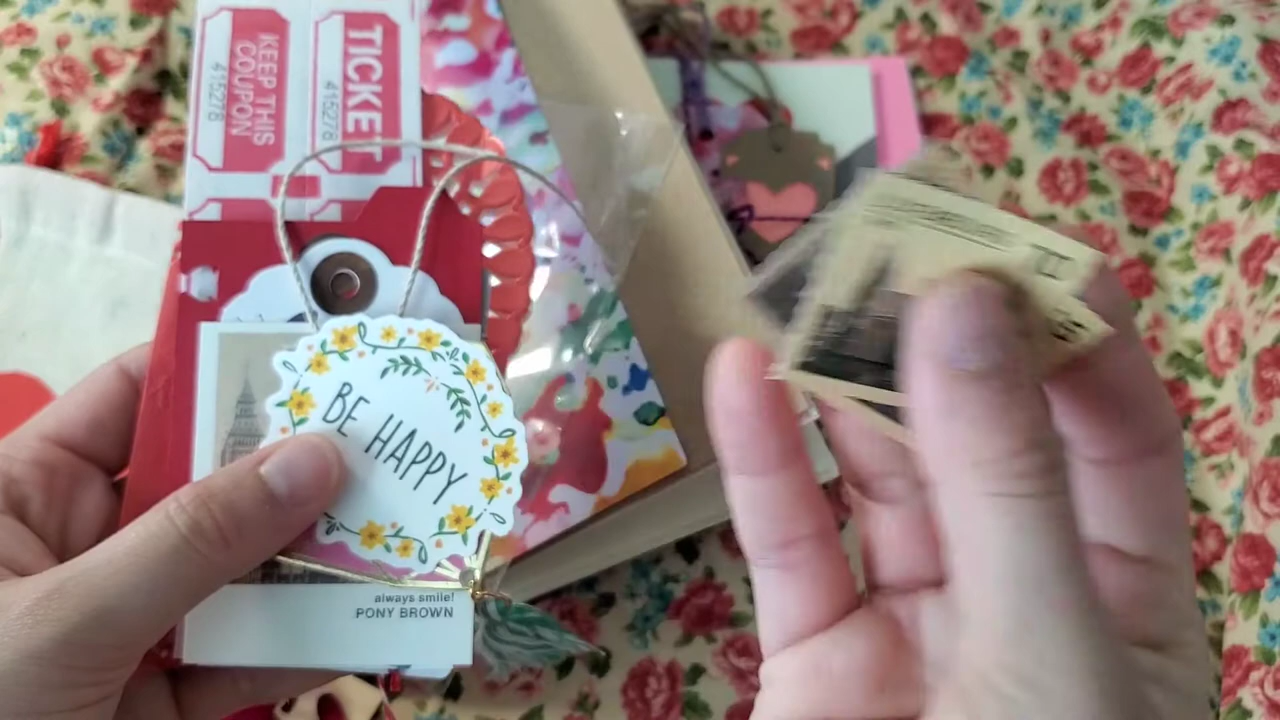 TICKET
415278
KEEP THIS
COUPON
415278
BE HAPPY
always smile!
PONY BROWN